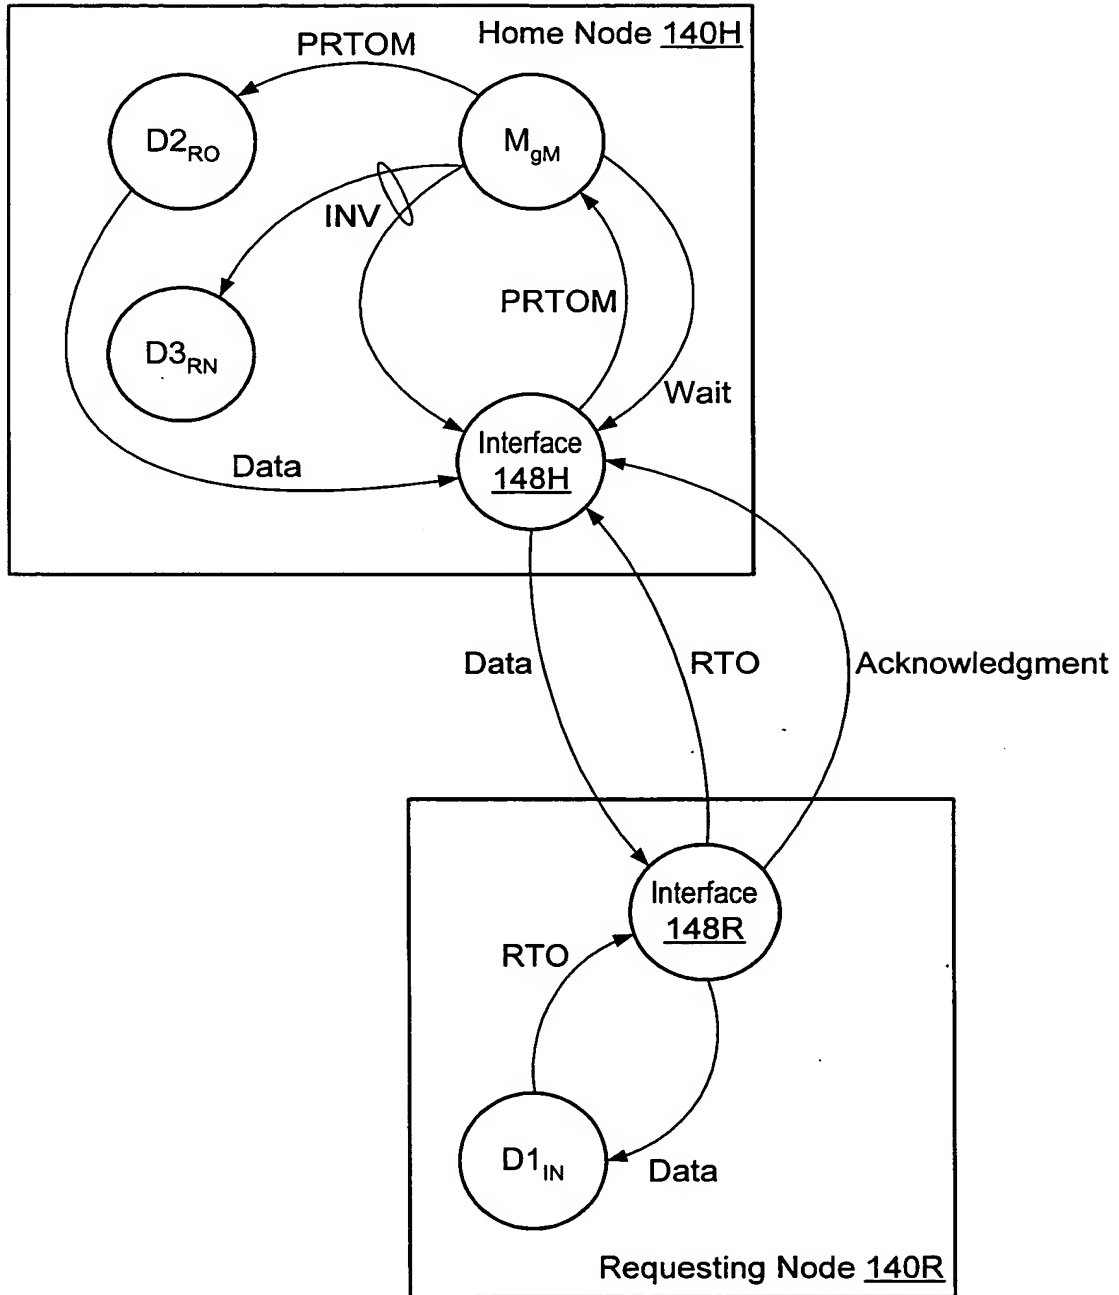 Home Node 140H
PRTOM
D2RO
MgM
INV
PRTOM
D3RN
Wait
Interface
148H
Data
Data
RTO
Acknowledgment
Interface
148R
RTO
D1IN
Data
Requesting Node 140R